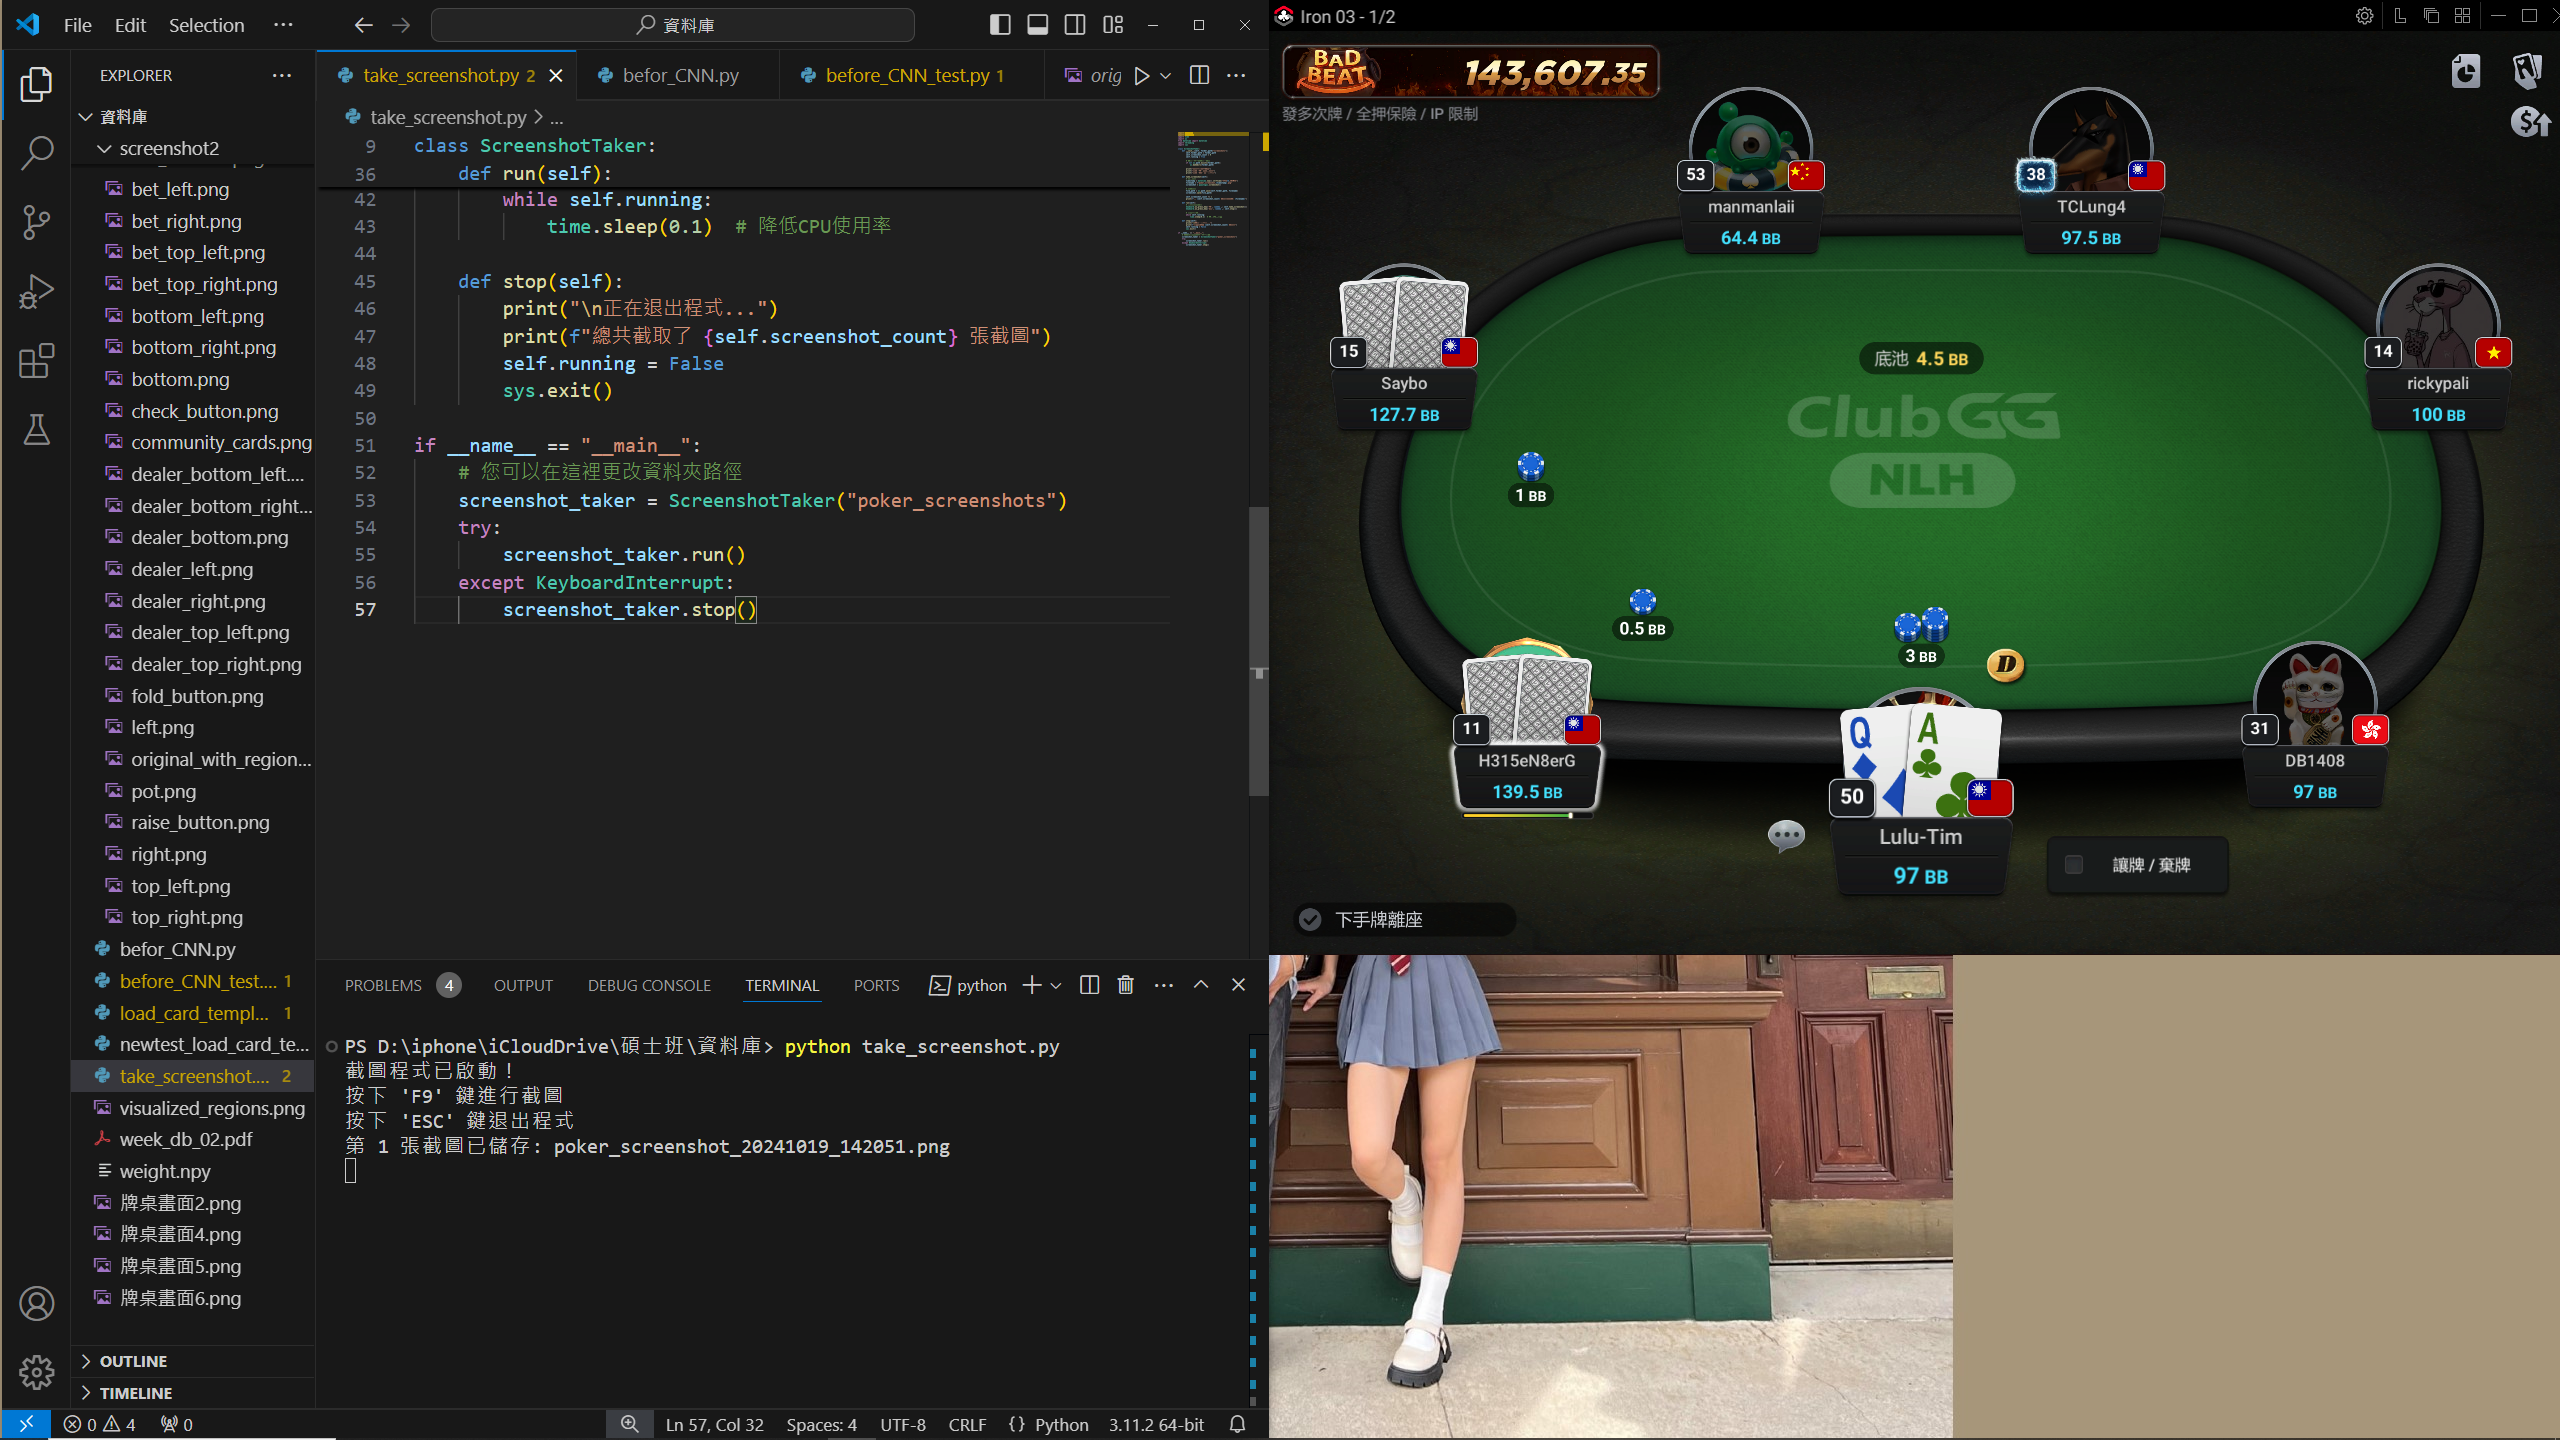 File Edit Selection ···
資料庫
EXPLORER
資料庫
screenshot2
bet_left.png
bet_right.png
bet_top_left.png
bet_top_right.png
bottom_left.png
bottom_right.png
bottom.png
check_button.png
community_cards.png
dealer_bottom_left....
dealer_bottom_right...
dealer_bottom.png
dealer_left.png
dealer_right.png
dealer_top_left.png
dealer_top_right.png
fold_button.png
left.png
original_with_region...
pot.png
raise_button.png
right.png
top_left.png
top_right.png
befor_CNN.py
before_CNN_test.... 1
load_card_templ... 1
newtest_load_card_te...
take_screenshot.... 2
visualized_regions.png
week_db_02.pdf
weight.npy
牌桌畫面2.png
牌桌畫面4.png
牌桌畫面5.png
牌桌畫面6.png
OUTLINE
TIMELINE
take_screenshot.py 2
befor_CNN.py
before_CNN_test.py 1
orig
take_screenshot.py > ...
9 class ScreenshotTaker:
36 def run(self):
42 while self.running:
43 time.sleep(0.1) # 降低CPU使用率
44
45 def stop(self):
46 print("\n正在退出程式...")
47 print(f"總共截取了 {self.screenshot_count} 張截圖")
48 self.running = False
49 sys.exit()
50
51 if __name__ == "__main__":
52 # 您可以在這裡更改資料夾路徑
53 screenshot_taker = ScreenshotTaker("poker_screenshots")
54 try:
55 screenshot_taker.run()
56 except KeyboardInterrupt:
57 screenshot_taker.stop()
PROBLEMS 4 OUTPUT DEBUG CONSOLE TERMINAL PORTS python
PS D:\iphone\iCloudDrive\碩士班\資料庫> python take_screenshot.py
截圖程式已啟動！
按下 'F9' 鍵進行截圖
按下 'ESC' 鍵退出程式
第 1 張截圖已儲存: poker_screenshot_20241019_142051.png
0 4 0
Ln 57, Col 32 Spaces: 4 UTF-8 CRLF {} Python 3.11.2 64-bit
Iron 03 - 1/2
BAD BEAT 143,607.35
發多次牌 / 全押保險 / IP 限制
53
manmanlaii
64.4 BB
38
TCLung4
97.5 BB
15
Saybo
127.7 BB
14
rickypali
100 BB
底池 4.5 BB
ClubGG
NLH
1 BB
0.5 BB
3 BB
D
11
H315eN8erG
139.5 BB
Q A
50
Lulu-Tim
97 BB
31
DB1408
97 BB
讓牌 / 棄牌
下手牌離座